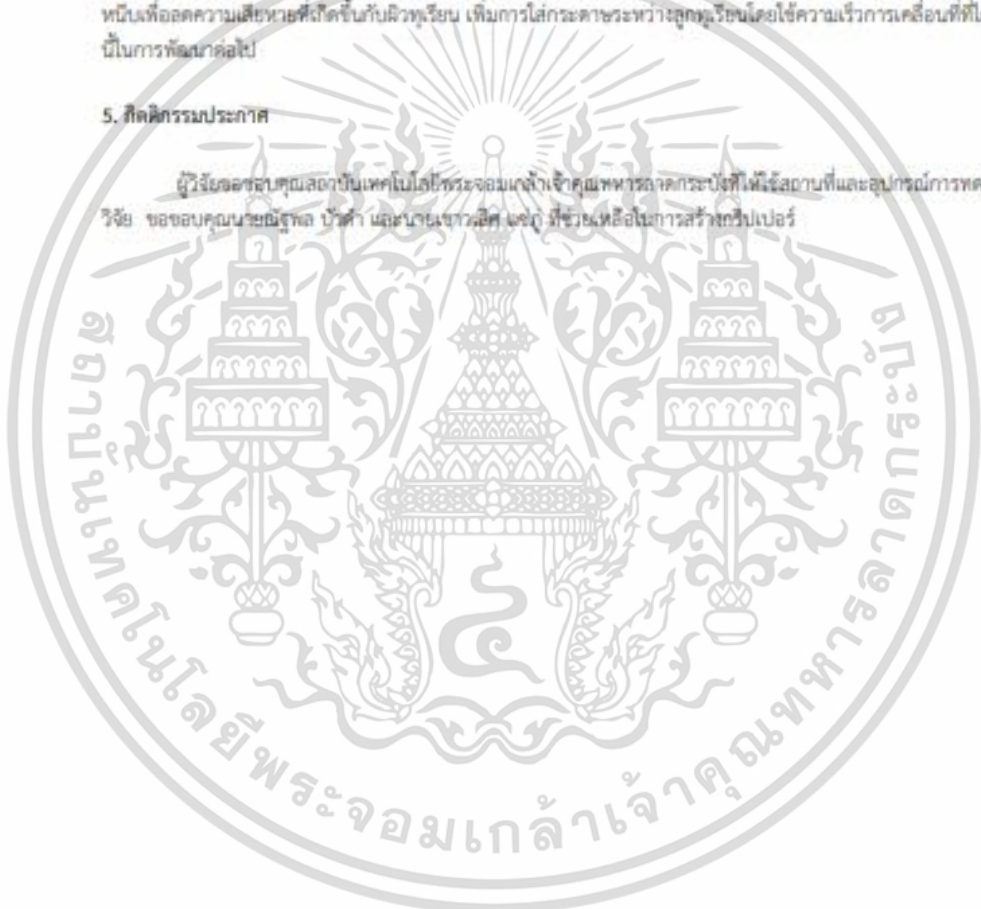 หนีบเพื่อลดความเสียหายที่เกิดขึ้นกับผิวทุเรียน เพิ่มการใส่กระดาษระหว่างลูกทุเรียนโดยใช้ความเร็วการเคลื่อนที่ที่
นี้ในการพัฒนาต่อไป
5. กิตติกรรมประกาศ
ผู้วิจัยขอขอบคุณสถาบันเทคโนโลยีพระจอมเกล้าเจ้าคุณทหารลาดกระบังที่ให้ใช้สถานที่และอุปกรณ์การทด
วิจัย ขอขอบคุณนายณัฐพล บัวดำ และนายเชาวเลิศ แซ่ภู่ ที่ช่วยเหลือในการสร้างกริปเปอร์
สถาบันเทคโนโลยีพระจอมเกล้าเจ้าคุณทหารลาดกระบัง